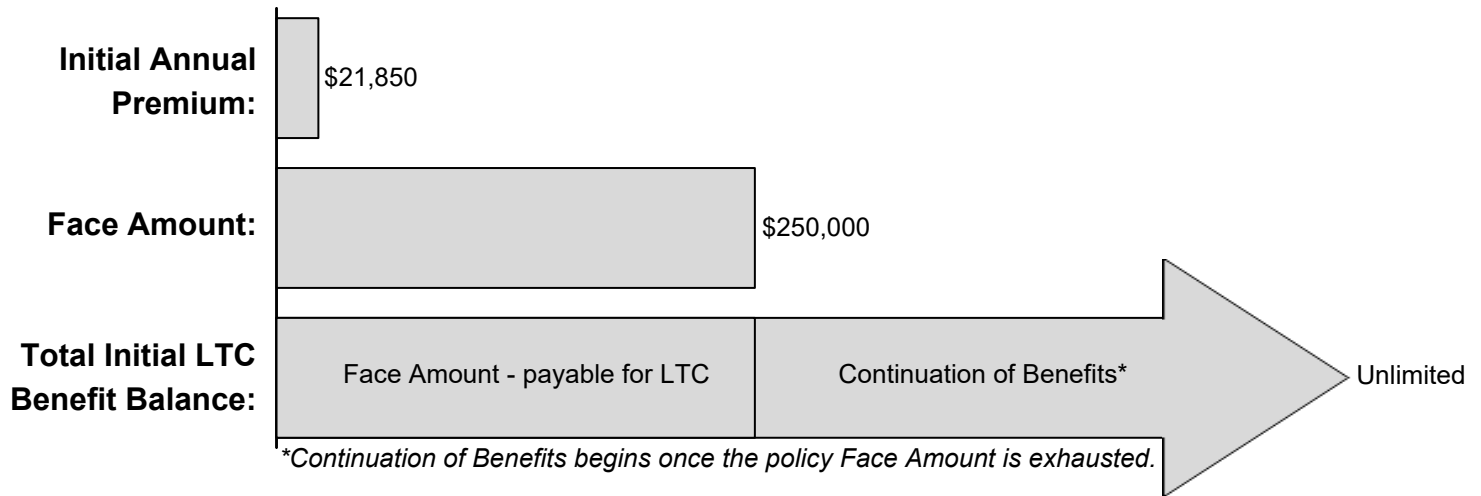 Initial Annual
Premium:
$21,850
Face Amount:
$250,000
Total Initial LTC
Benefit Balance:
Face Amount - payable for LTC
Continuation of Benefits*
Unlimited
*Continuation of Benefits begins once the policy Face Amount is exhausted.